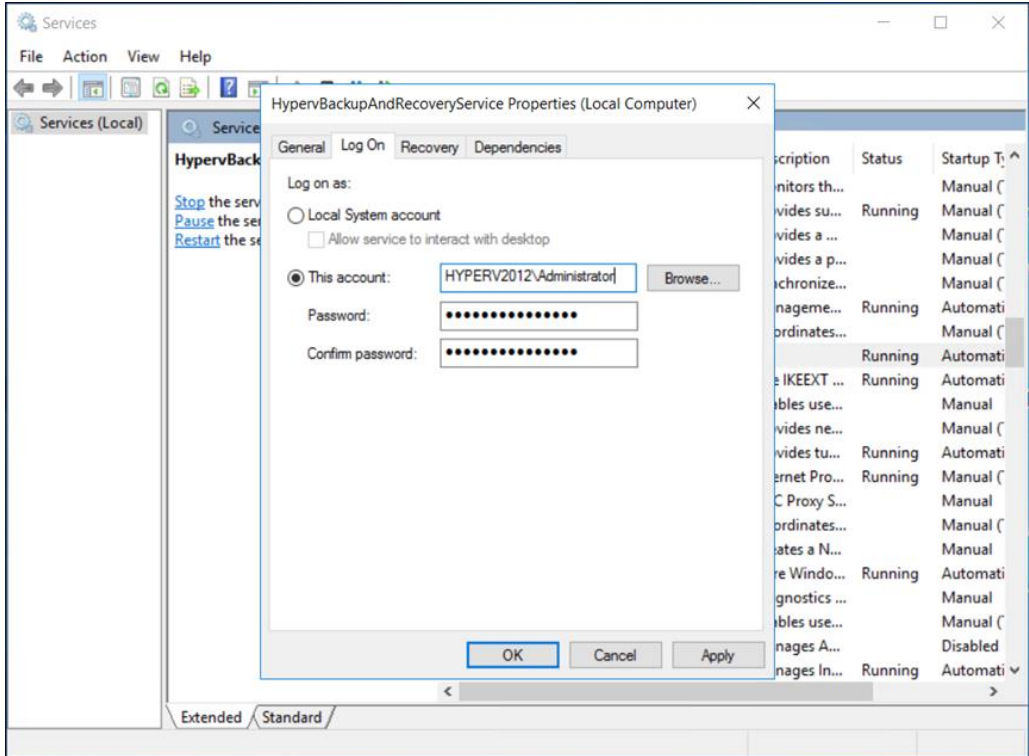 Services
File Action View Help
Services (Local)
Service
HypervBack
Stop the serv
Pause the ser
Restart the se
HypervBackupAndRecoveryService Properties (Local Computer)
General Log On Recovery Dependencies
Log on as:
Local System account
Allow service to interact with desktop
This account: HYPERV2012\Administrator Browse...
Password: ●●●●●●●●●●●●●●●
Confirm password: ●●●●●●●●●●●●●●●
OK Cancel Apply
scription Status Startup Ty
nitors th... Manual (
vides su... Running Manual (
vides a ... Manual (
vides a p... Manual (
chronize... Manual (
nageme... Running Automati
ordinates... Manual (
Running Automati
e IKEEXT ... Running Automati
bles use... Manual
vides ne... Manual (
vides tu... Running Automati
ernet Pro... Running Manual (
C Proxy S... Manual
ordinates... Manual (
ates a N... Manual
re Windo... Running Automati
gnostics ... Manual
bles use... Manual (
nages A... Disabled
nages In... Running Automati
Extended Standard